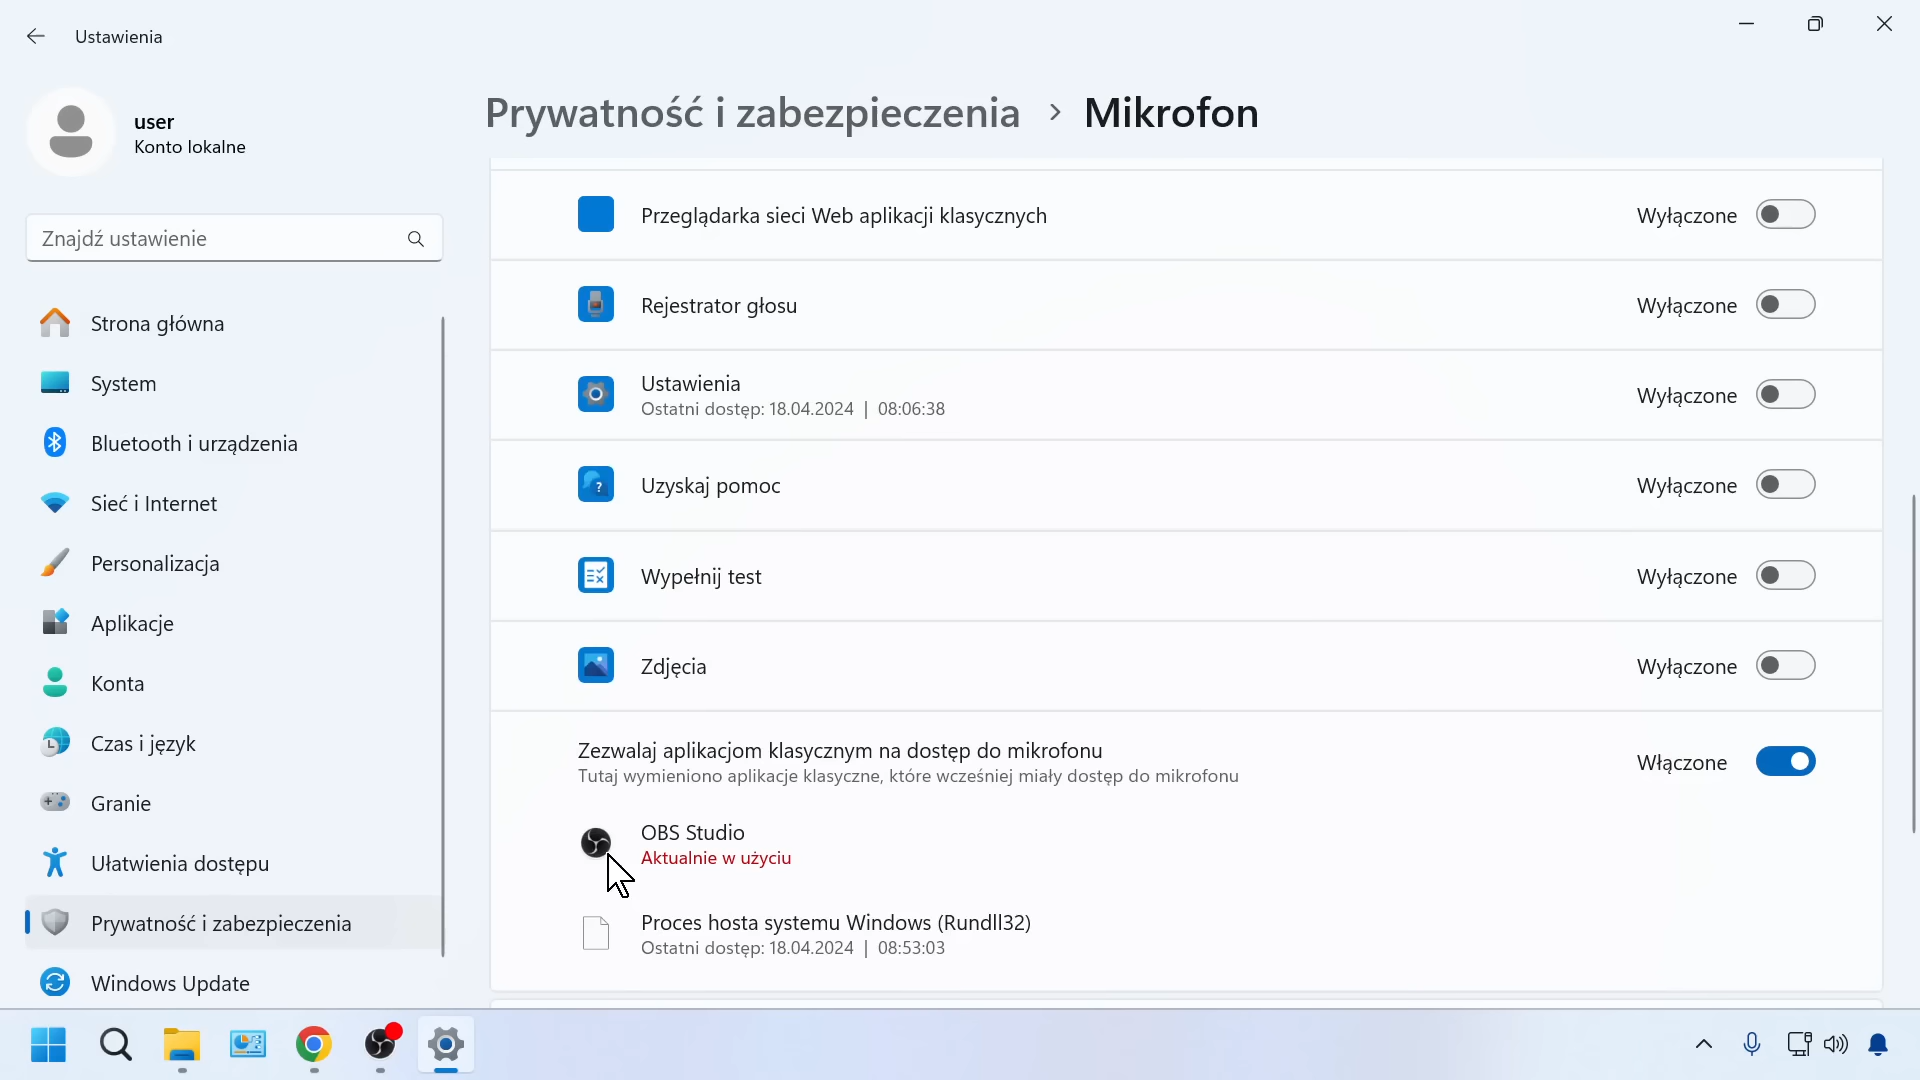 Ustawienia
user
Konto lokalne
Znajdź ustawienie
Strona główna
System
Bluetooth i urządzenia
Sieć i Internet
Personalizacja
Aplikacje
Konta
Czas i język
Granie
Ułatwienia dostępu
Prywatność i zabezpieczenia
Windows Update
Prywatność i zabezpieczenia > Mikrofon
Przeglądarka sieci Web aplikacji klasycznych Wyłączone
Rejestrator głosu Wyłączone
Ustawienia
Ostatni dostęp: 18.04.2024 | 08:06:38
Wyłączone
Uzyskaj pomoc Wyłączone
Wypełnij test Wyłączone
Zdjęcia Wyłączone
Zezwalaj aplikacjom klasycznym na dostęp do mikrofonu
Tutaj wymieniono aplikacje klasyczne, które wcześniej miały dostęp do mikrofonu
Włączone
OBS Studio
Aktualnie w użyciu
Proces hosta systemu Windows (Rundll32)
Ostatni dostęp: 18.04.2024 | 08:53:03